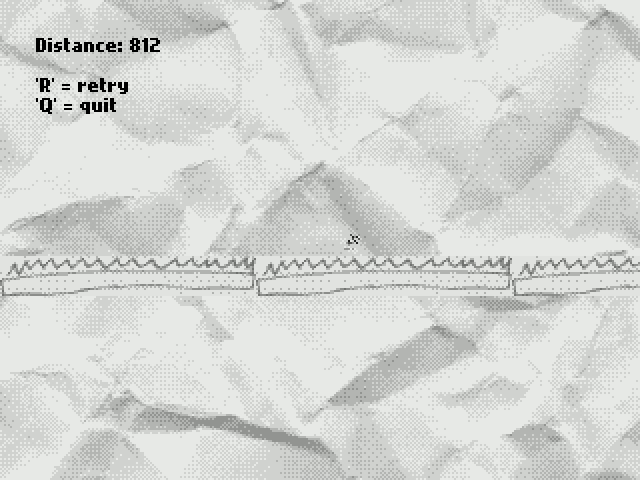 Distance: 812
'R' = retry
'Q' = quit